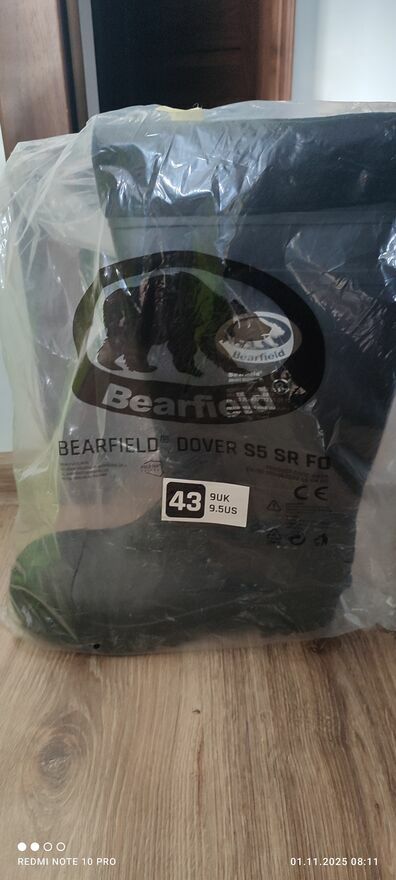 Bearfield
Bearfield®
BEARFIELD® DOVER S5 SR FO
CE
43
9UK
9.5US
REDMI NOTE 10 PRO
01.11.2025 08:11